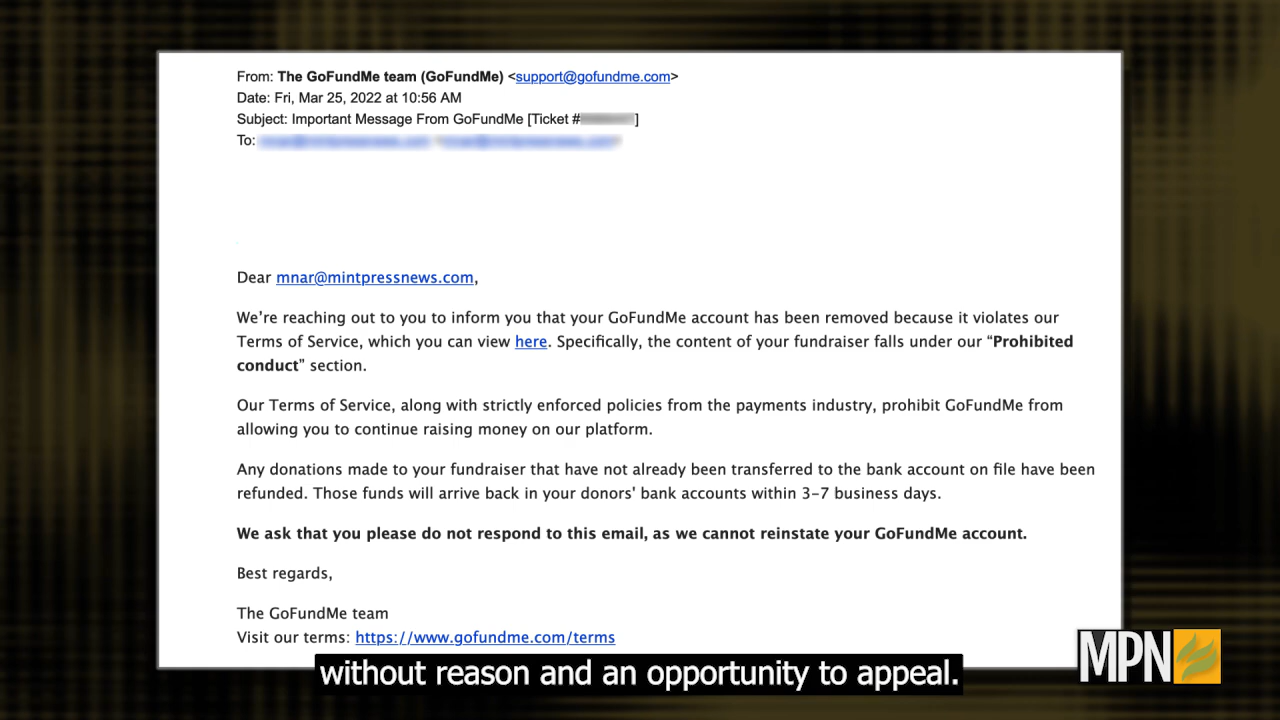 From: The GoFundMe team (GoFundMe) <support@gofundme.com>
Date: Fri, Mar 25, 2022 at 10:56 AM
Subject: Important Message From GoFundMe [Ticket #]
To:
Dear mnar@mintpressnews.com,
We’re reaching out to you to inform you that your GoFundMe account has been removed because it violates our
Terms of Service, which you can view here. Specifically, the content of your fundraiser falls under our “Prohibited
conduct” section.
Our Terms of Service, along with strictly enforced policies from the payments industry, prohibit GoFundMe from
allowing you to continue raising money on our platform.
Any donations made to your fundraiser that have not already been transferred to the bank account on file have been
refunded. Those funds will arrive back in your donors' bank accounts within 3–7 business days.
We ask that you please do not respond to this email, as we cannot reinstate your GoFundMe account.
Best regards,
The GoFundMe team
Visit our terms: https://www.gofundme.com/terms
without reason and an opportunity to appeal.
MPN